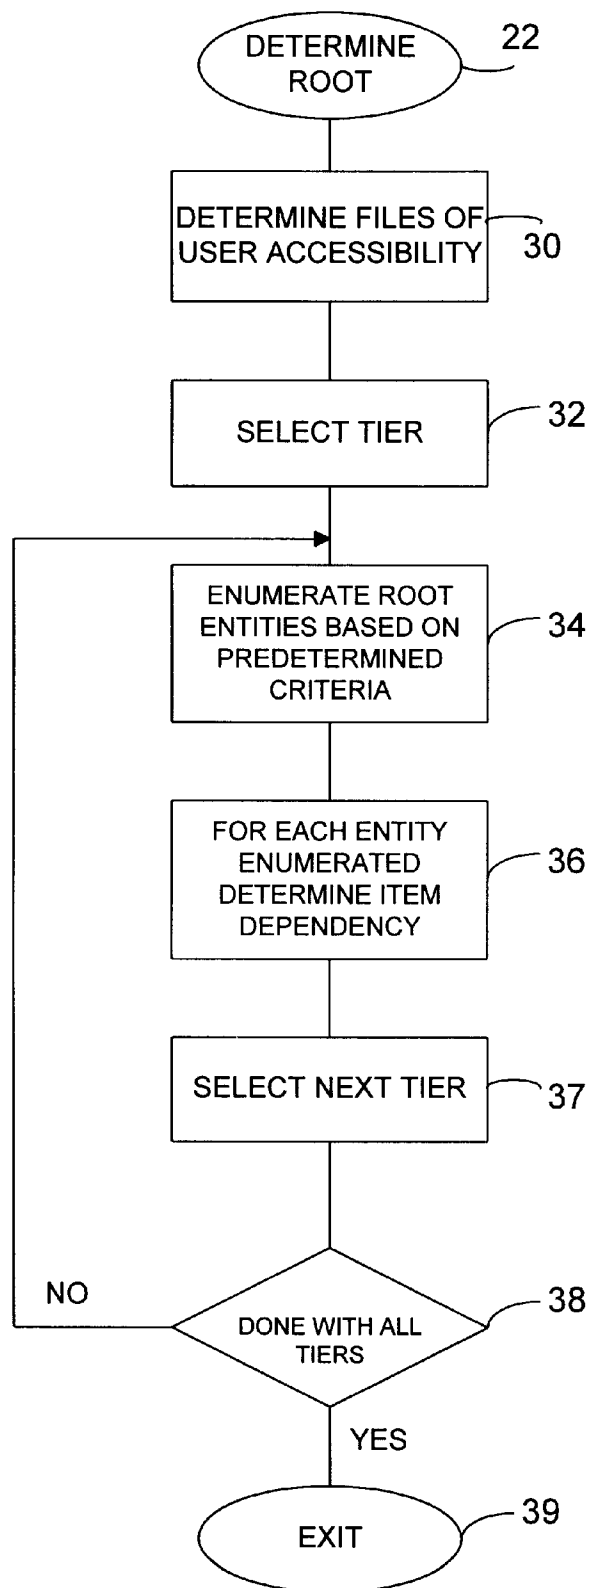 DETERMINE
ROOT
22
DETERMINE FILES OF
USER ACCESSIBILITY
30
SELECT TIER
32
ENUMERATE ROOT
ENTITIES BASED ON
PREDETERMINED
CRITERIA
34
FOR EACH ENTITY
ENUMERATED
DETERMINE ITEM
DEPENDENCY
36
SELECT NEXT TIER
37
NO
DONE WITH ALL
TIERS
38
YES
EXIT
39